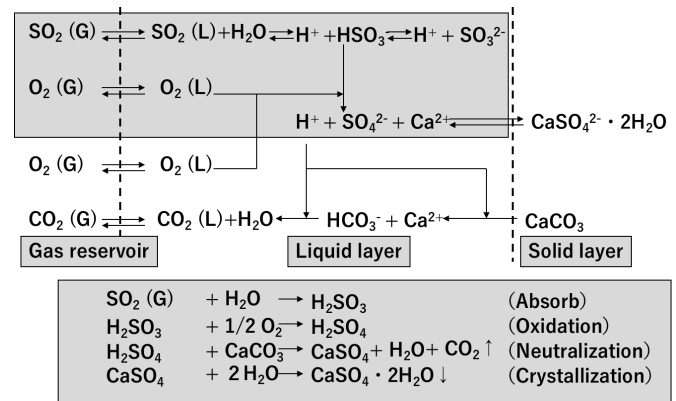 SO₂ (G) ⇌ SO₂ (L)+H₂O ⇌ H⁺ +HSO₃ ⇌ H⁺ + SO₃²⁻
O₂ (G) ⇌ O₂ (L)
H⁺ + SO₄²⁻ + Ca²⁺ ⇌ CaSO₄²⁻・2H₂O
O₂ (G) ⇌ O₂ (L)
CO₂ (G) ⇌ CO₂ (L)+H₂O ← HCO₃⁻ + Ca²⁺ ← CaCO₃
Gas reservoir Liquid layer Solid layer
SO₂ (G) + H₂O → H₂SO₃ (Absorb)
H₂SO₃ + 1/2 O₂ → H₂SO₄ (Oxidation)
H₂SO₄ + CaCO₃ → CaSO₄+ H₂O+ CO₂ ↑ (Neutralization)
CaSO₄ + 2H₂O → CaSO₄・2H₂O ↓ (Crystallization)